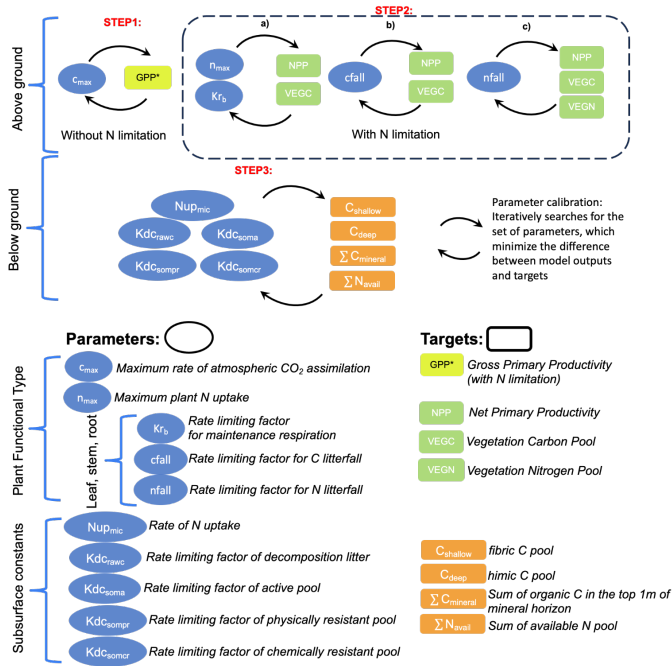 STEP1:
STEP2:
a)
b)
c)
Above ground
c_max
GPP*
Without N limitation
n_max
Kr_b
NPP
VEGC
cfall
NPP
VEGC
nfall
NPP
VEGC
VEGN
With N limitation
STEP3:
Below ground
Nup_mic
Kdc_rawc
Kdc_soma
Kdc_sompr
Kdc_somcr
C_shallow
C_deep
∑ C_mineral
∑ N_avail
Parameter calibration:
Iteratively searches for the
set of parameters, which
minimize the difference
between model outputs
and targets
Parameters:
Plant Functional Type
c_max
Maximum rate of atmospheric CO2 assimilation
n_max
Maximum plant N uptake
Leaf, stem, root
Kr_b
Rate limiting factor
for maintenance respiration
cfall
Rate limiting factor for C litterfall
nfall
Rate limiting factor for N litterfall
Subsurface constants
Nup_mic
Rate of N uptake
Kdc_rawc
Rate limiting factor of decomposition litter
Kdc_soma
Rate limiting factor of active pool
Kdc_sompr
Rate limiting factor of physically resistant pool
Kdc_somcr
Rate limiting factor of chemically resistant pool
Targets:
GPP*
Gross Primary Productivity
(with N limitation)
NPP
Net Primary Productivity
VEGC
Vegetation Carbon Pool
VEGN
Vegetation Nitrogen Pool
C_shallow
fibric C pool
C_deep
himic C pool
∑ C_mineral
Sum of organic C in the top 1m of
mineral horizon
∑ N_avail
Sum of available N pool